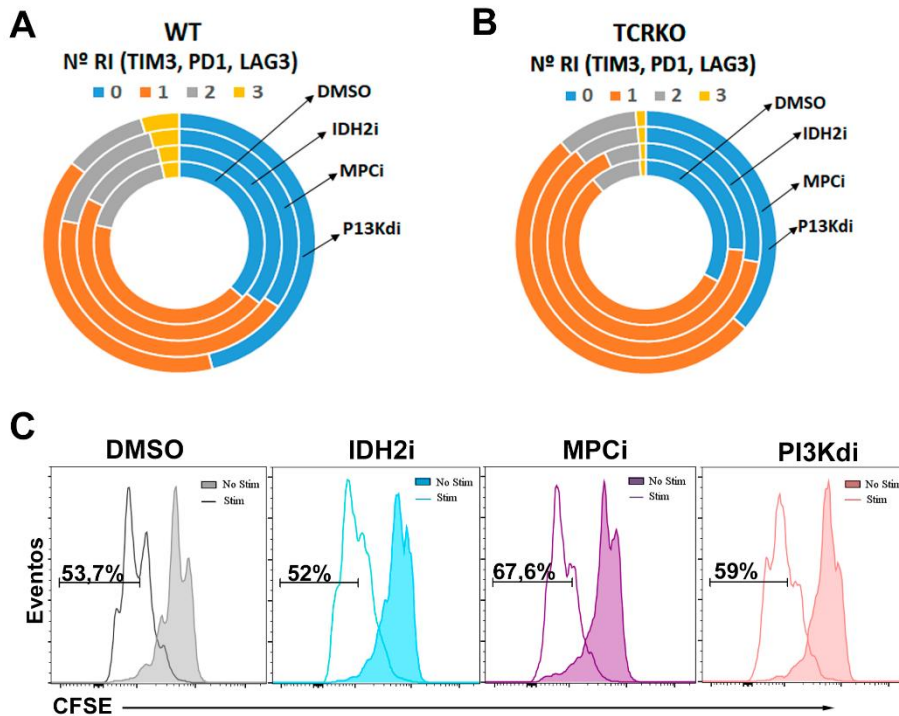 A
WT
Nº RI (TIM3, PD1, LAG3)
0 1 2 3
DMSO
IDH2i
MPCi
P13Kdi
B
TCRKO
Nº RI (TIM3, PD1, LAG3)
0 1 2 3
DMSO
IDH2i
MPCi
P13Kdi
C
DMSO
No Stim
Stim
53,7%
IDH2i
No Stim
Stim
52%
MPCi
No Stim
Stim
67,6%
PI3Kdi
No Stim
Stim
59%
Eventos
CFSE